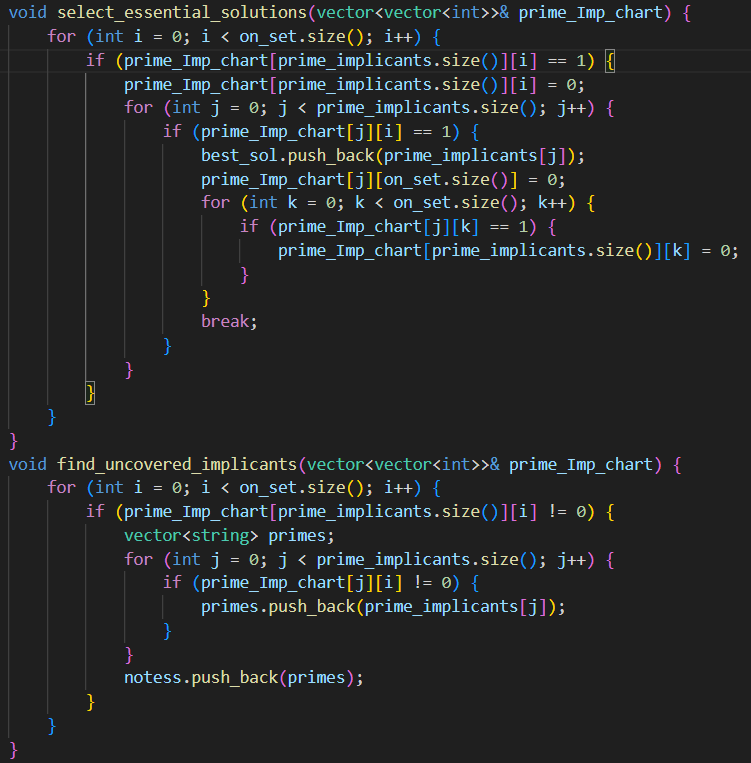 void select_essential_solutions(vector<vector<int>>& prime_Imp_chart) {
    for (int i = 0; i < on_set.size(); i++) {
        if (prime_Imp_chart[prime_implicants.size()][i] == 1) {
            prime_Imp_chart[prime_implicants.size()][i] = 0;
            for (int j = 0; j < prime_implicants.size(); j++) {
                if (prime_Imp_chart[j][i] == 1) {
                    best_sol.push_back(prime_implicants[j]);
                    prime_Imp_chart[j][on_set.size()] = 0;
                    for (int k = 0; k < on_set.size(); k++) {
                        if (prime_Imp_chart[j][k] == 1) {
                            prime_Imp_chart[prime_implicants.size()][k] = 0;
                        }
                    }
                    break;
                }
            }
        }
    }
}
void find_uncovered_implicants(vector<vector<int>>& prime_Imp_chart) {
    for (int i = 0; i < on_set.size(); i++) {
        if (prime_Imp_chart[prime_implicants.size()][i] != 0) {
            vector<string> primes;
            for (int j = 0; j < prime_implicants.size(); j++) {
                if (prime_Imp_chart[j][i] != 0) {
                    primes.push_back(prime_implicants[j]);
                }
            }
            notess.push_back(primes);
        }
    }
}